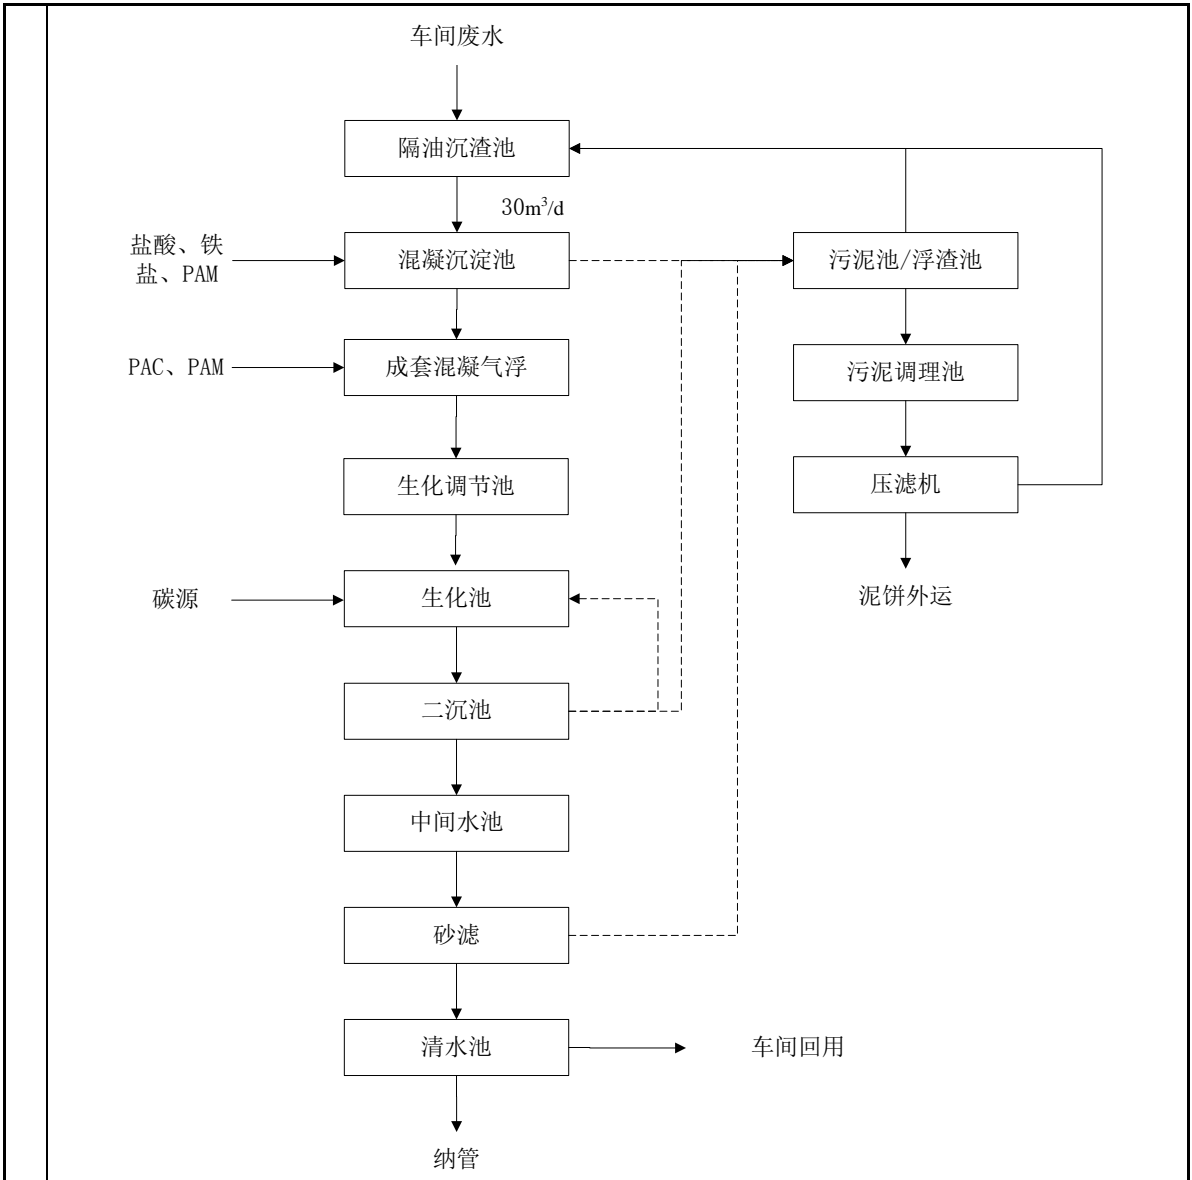 车间废水
隔油沉渣池
30m³/d
盐酸、铁
盐、PAM
混凝沉淀池
污泥池/浮渣池
PAC、PAM
成套混凝气浮
污泥调理池
生化调节池
压滤机
碳源
生化池
泥饼外运
二沉池
中间水池
砂滤
清水池
车间回用
纳管